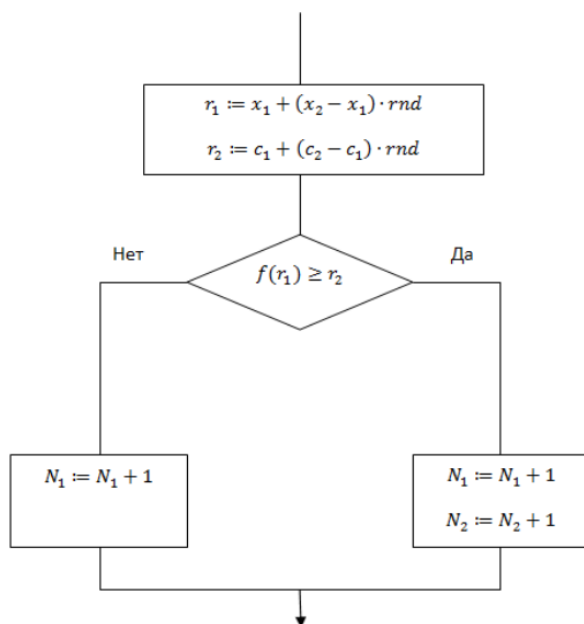 r₁ := x₁ + (x₂ − x₁) · rnd
r₂ := c₁ + (c₂ − c₁) · rnd
Нет
Да
f(r₁) ≥ r₂
N₁ := N₁ + 1
N₁ := N₁ + 1
N₂ := N₂ + 1